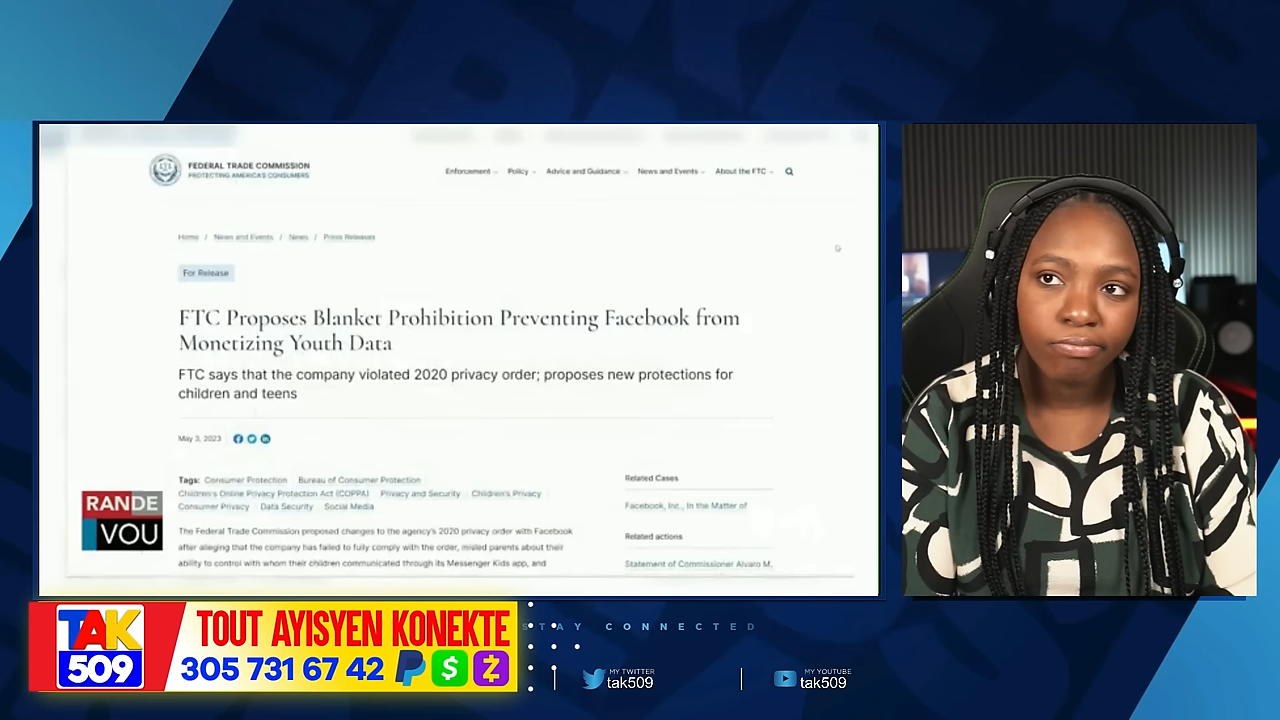 FEDERAL TRADE COMMISSION
PROTECTING AMERICA'S CONSUMERS
Enforcement Policy Advice and Guidance News and Events About the FTC
Home / News and Events / News / Press Releases
For Release
FTC Proposes Blanket Prohibition Preventing Facebook from
Monetizing Youth Data
FTC says that the company violated 2020 privacy order; proposes new protections for
children and teens
May 3, 2023
Tags: Consumer Protection Bureau of Consumer Protection
Children's Online Privacy Protection Act (COPPA) Privacy and Security Children's Privacy
Consumer Privacy Data Security Social Media
The Federal Trade Commission proposed changes to the agency's 2020 privacy order with Facebook
after alleging that the company has failed to fully comply with the order, misled parents about their
ability to control with whom their children communicated through its Messenger Kids app, and
Related Cases
Facebook, Inc., In the Matter of
Related actions
Statement of Commissioner Alvaro M.
RANDE
VOU
TAK
509
TOUT AYISYEN KONEKTE
305 731 67 42
STAY CONNECTED
MY TWITTER
tak509
MY YOUTUBE
tak509